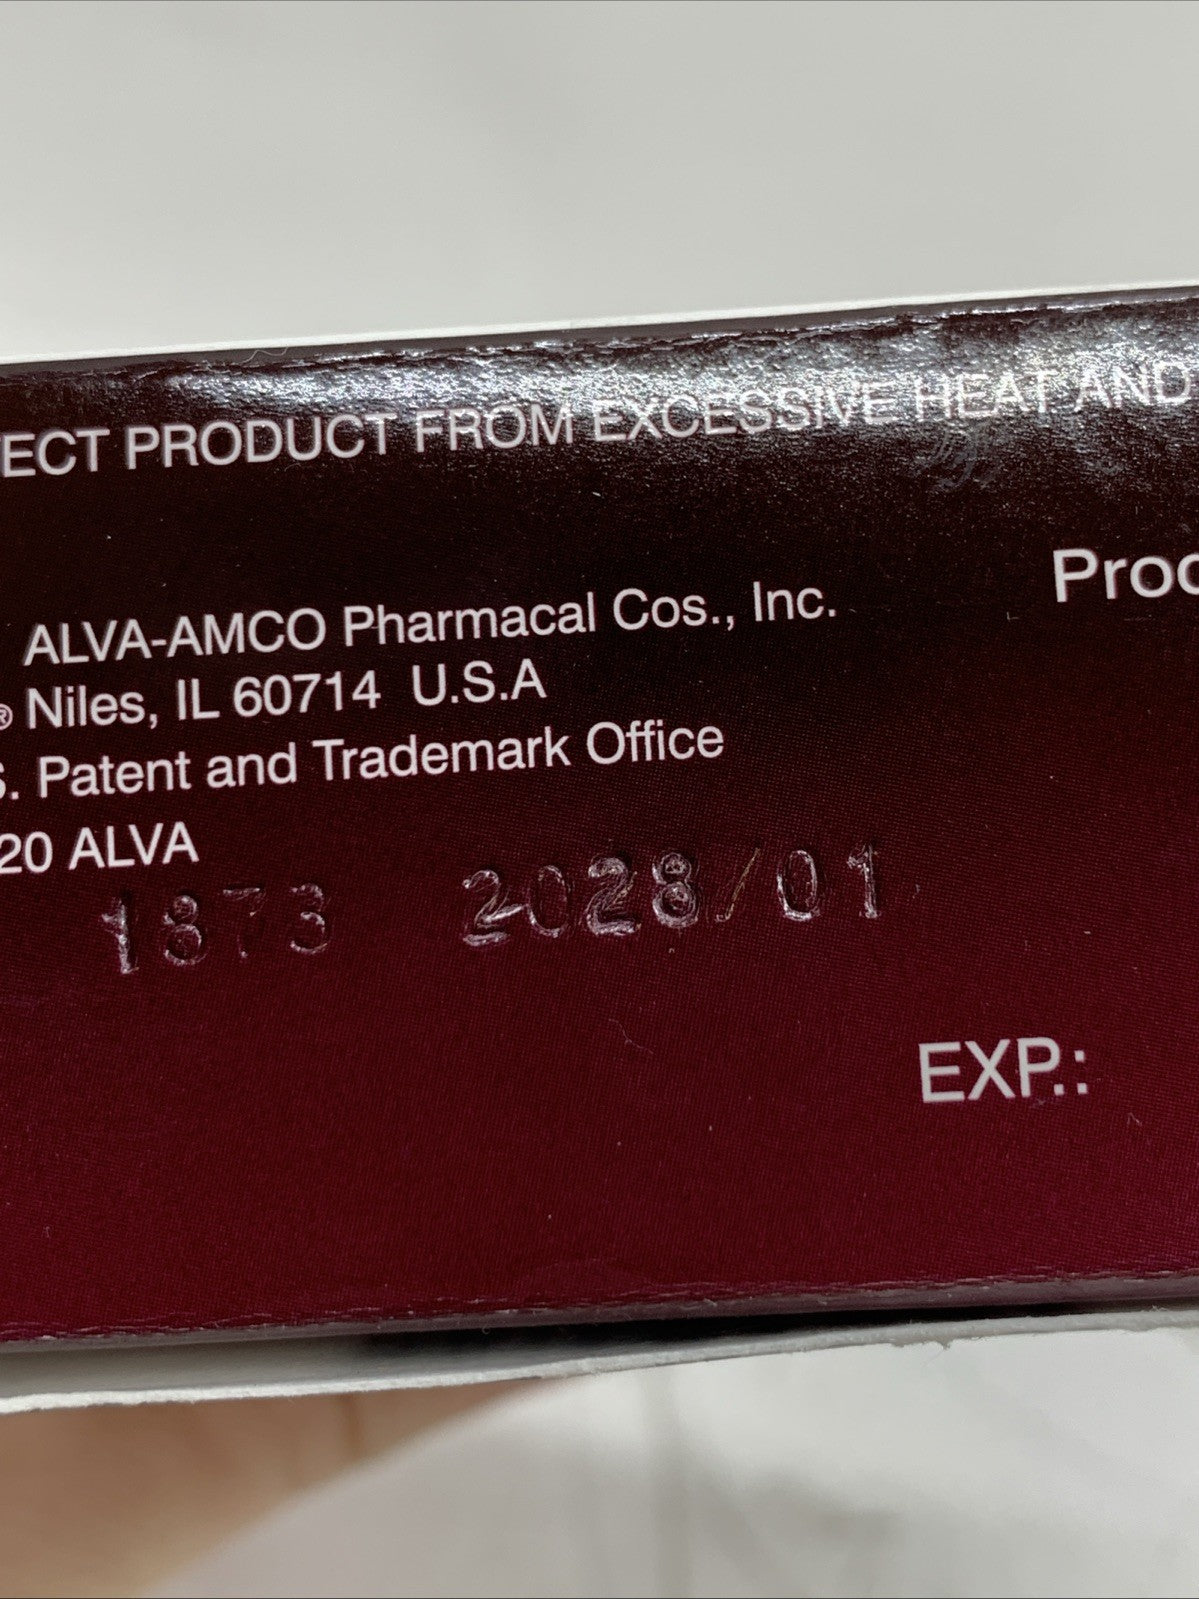 ECT PRODUCT FROM EXCESSIVE HEAT AND
ALVA-AMCO Pharmacal Cos., Inc.
® Niles, IL 60714 U.S.A
S. Patent and Trademark Office
20 ALVA
Proc
1873 2028/01
EXP.: